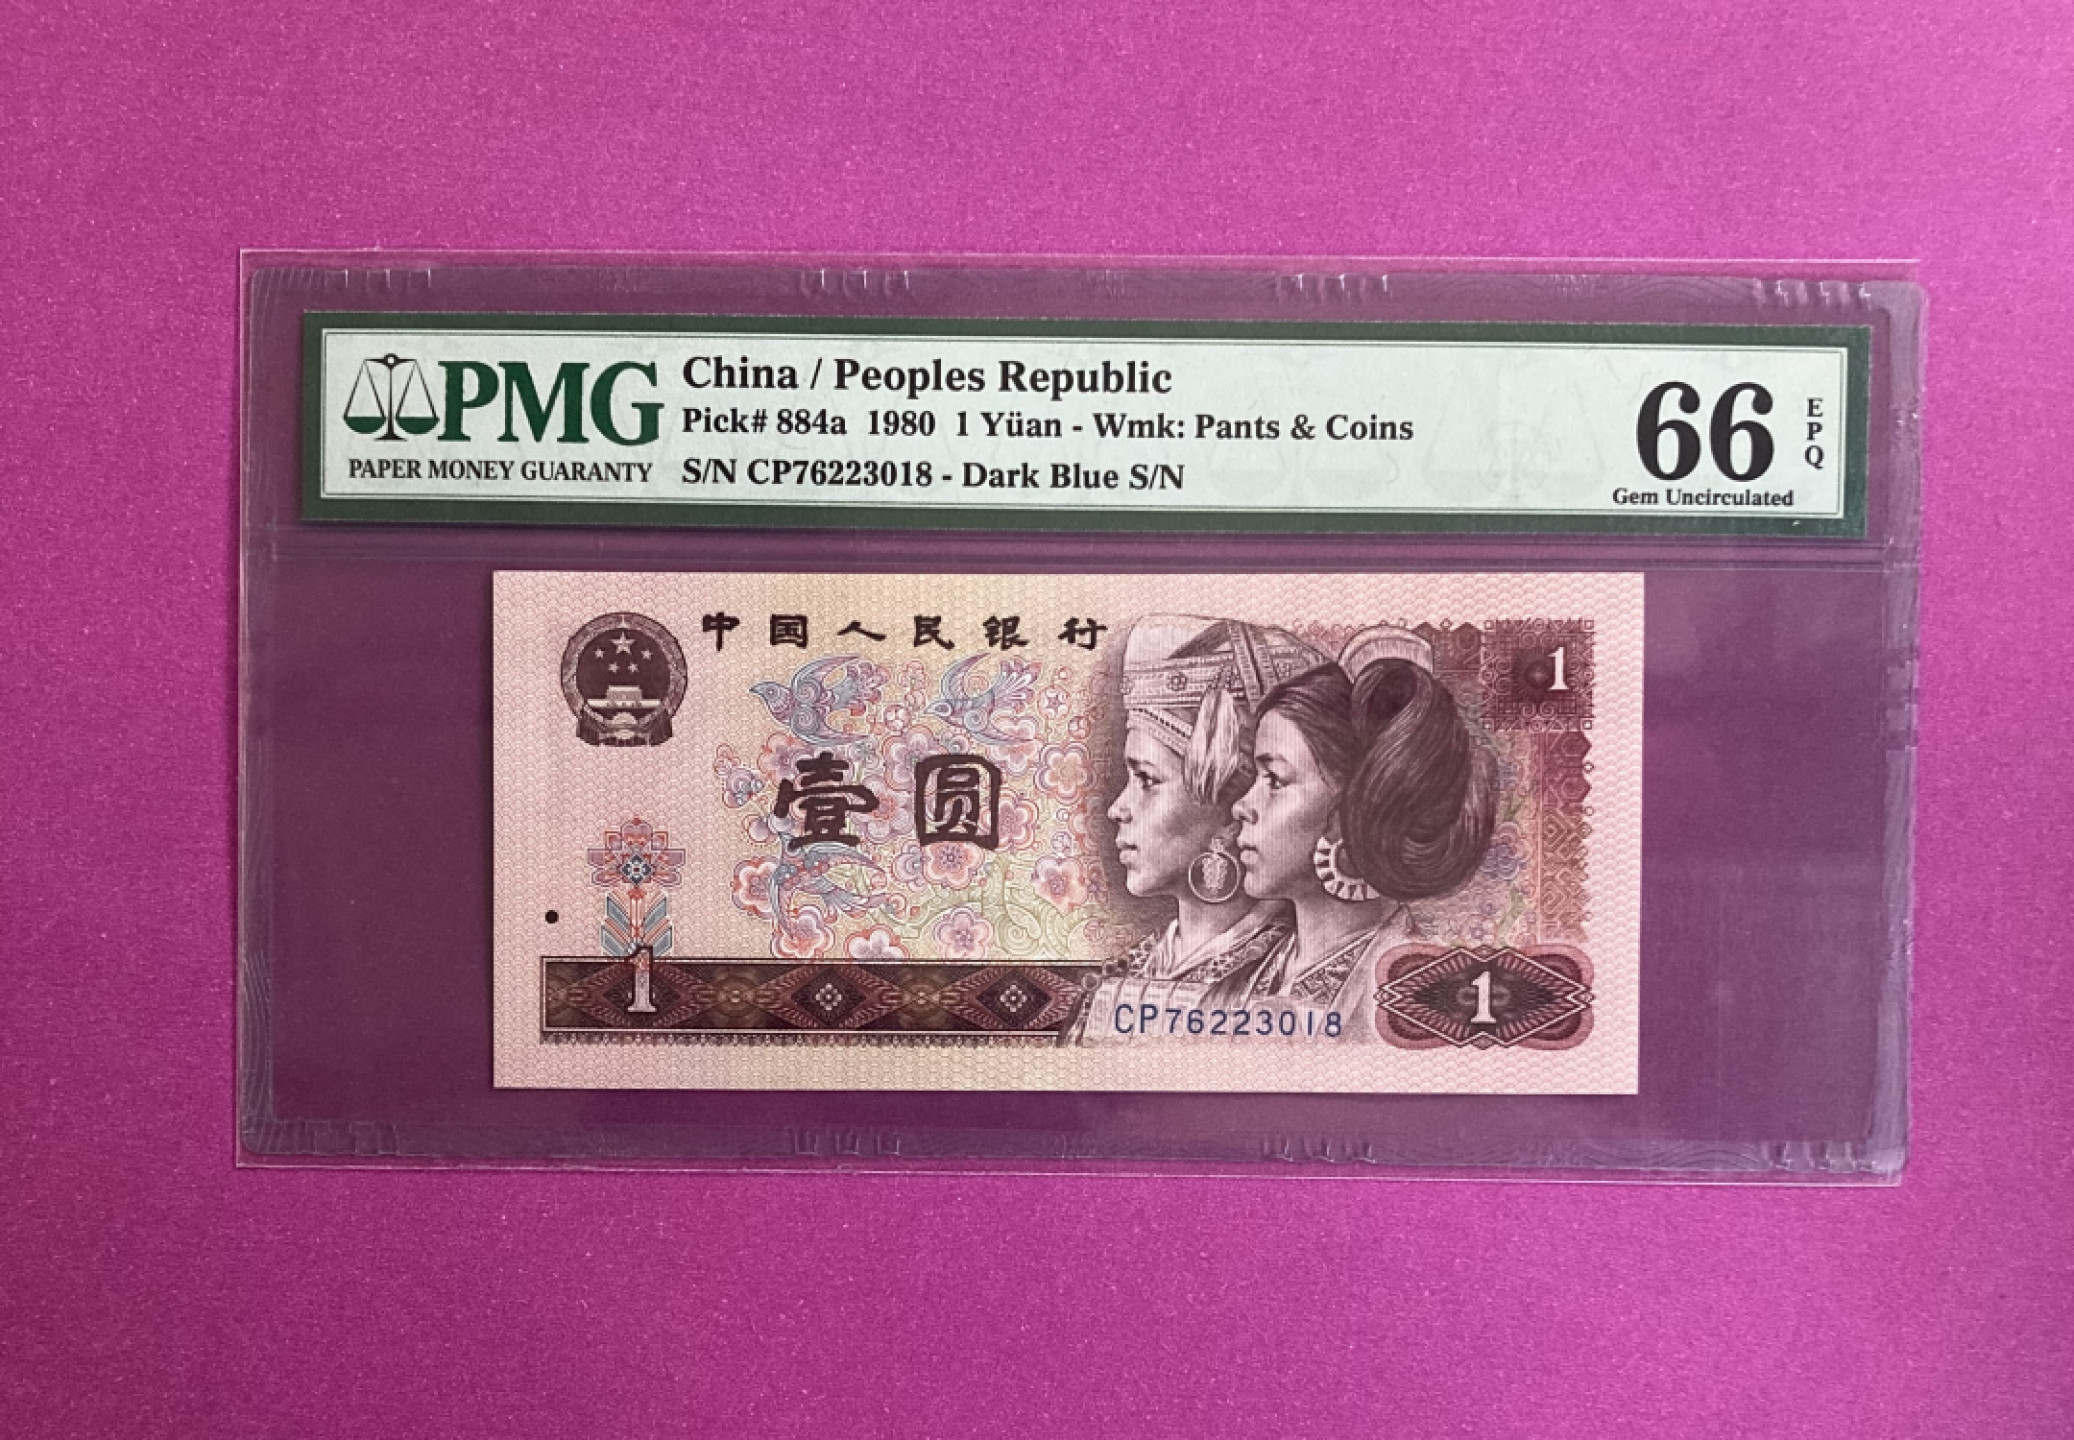 PMG
PAPER MONEY GUARANTY
China / Peoples Republic
Pick# 884a 1980 1 Yüan - Wmk: Pants & Coins
S/N CP76223018 - Dark Blue S/N
66
EPQ
Gem Uncirculated
中国人民银行
1
壹圆
1
CP76223018
1